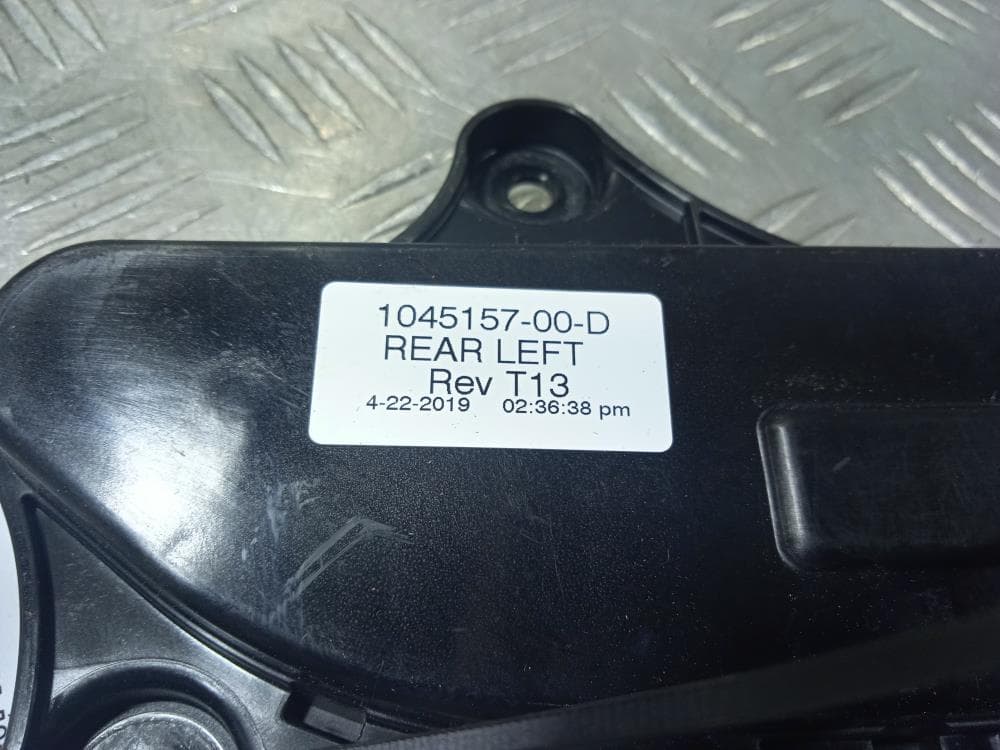 1045157-00-D
REAR LEFT
Rev T13
4-22-2019 02:36:38 pm